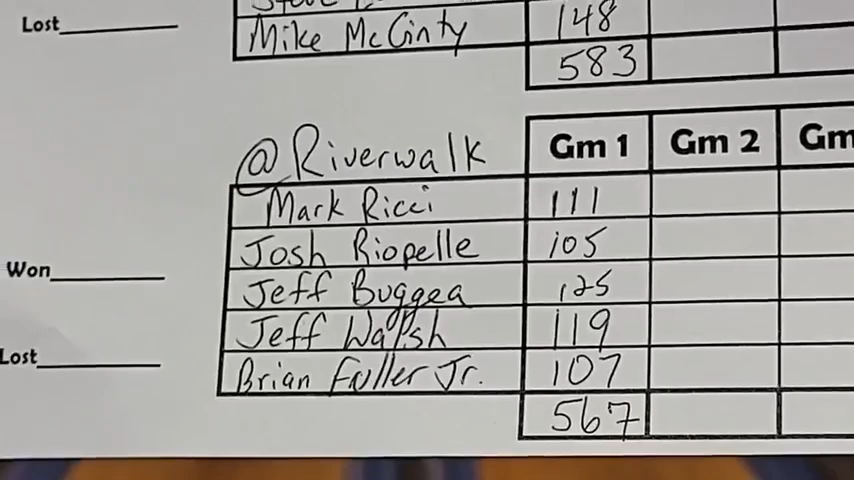 Lost
Mike McGinty 148
583
@Riverwalk Gm 1 Gm 2 Gm
Mark Ricci 111
Josh Riopelle 105
Won
Jeff Buggea 125
Jeff Walsh 119
Lost
Brian Fuller Jr. 107
567